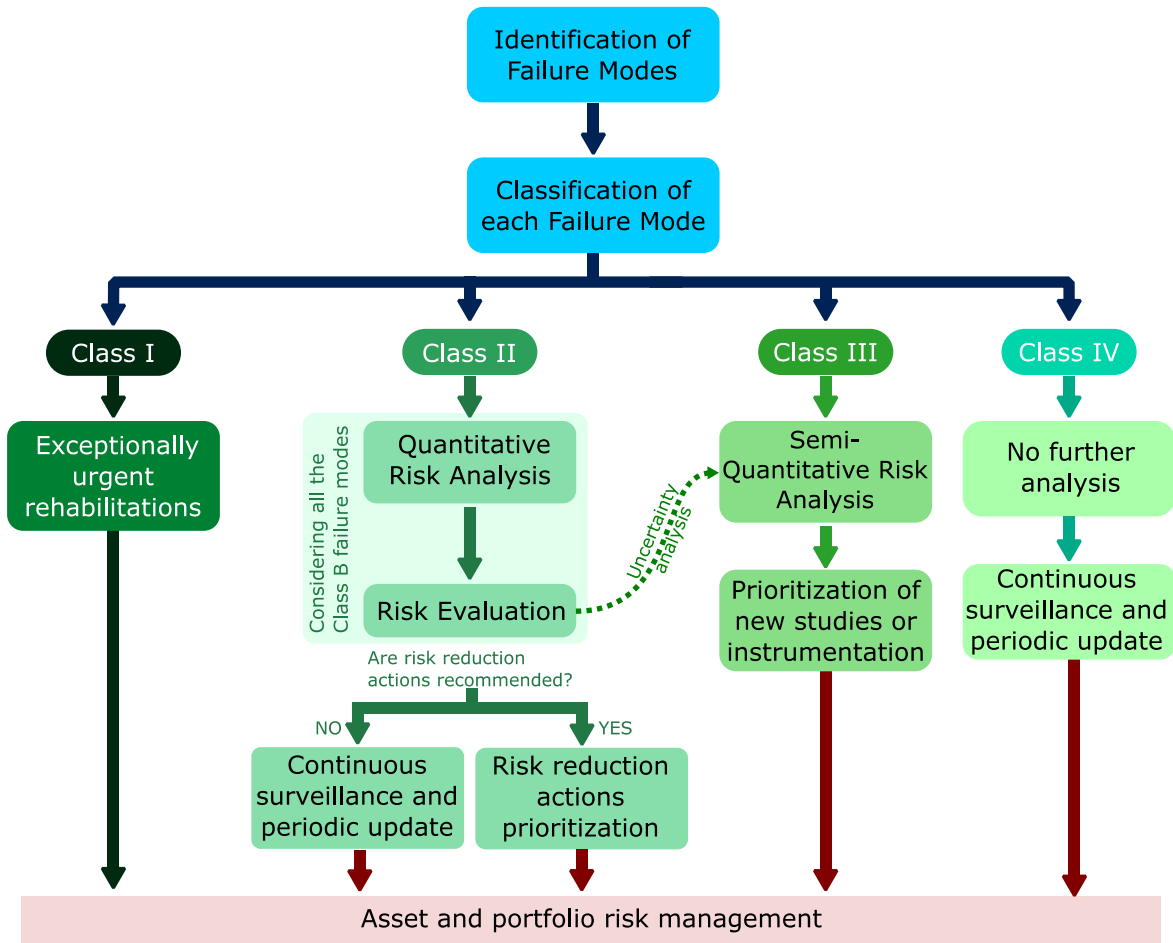 Identification of
Failure Modes
Classification of
each Failure Mode
Class I
Class II
Class III
Class IV
Exceptionally
urgent
rehabilitations
Considering all the
Class B failure modes
Quantitative
Risk Analysis
Risk Evaluation
Uncertainty
analysis
Semi-
Quantitative Risk
Analysis
Prioritization of
new studies or
instrumentation
No further
analysis
Continuous
surveillance and
periodic update
Are risk reduction
actions recommended?
NO
YES
Continuous
surveillance and
periodic update
Risk reduction
actions
prioritization
Asset and portfolio risk management